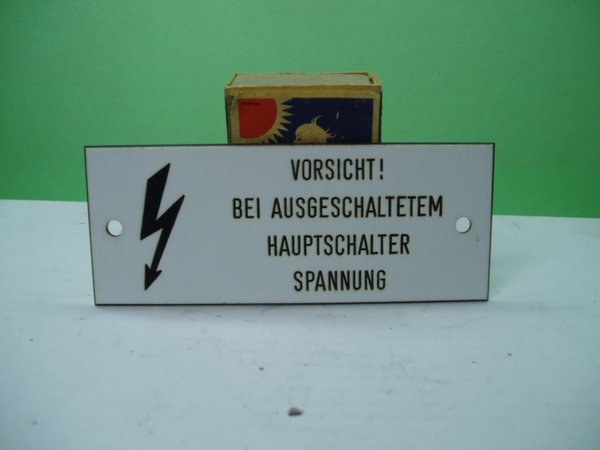 VORSICHT!
BEI AUSGESCHALTETEM
HAUPTSCHALTER
SPANNUNG